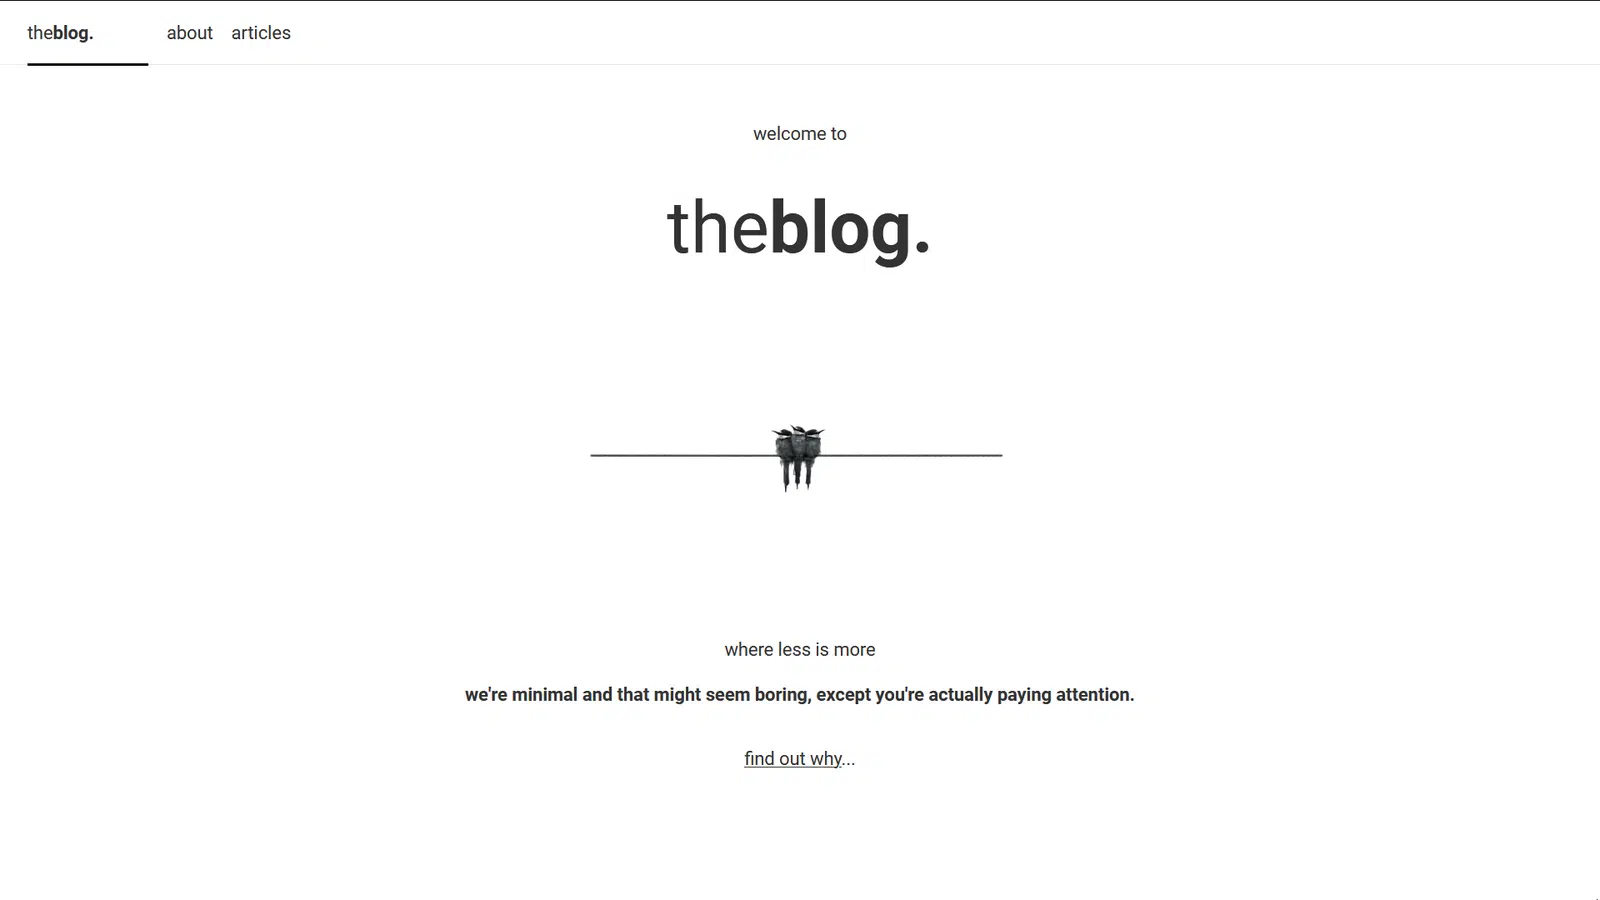 theblog.
about
articles
welcome to
theblog.
where less is more
we're minimal and that might seem boring, except you're actually paying attention.
find out why...